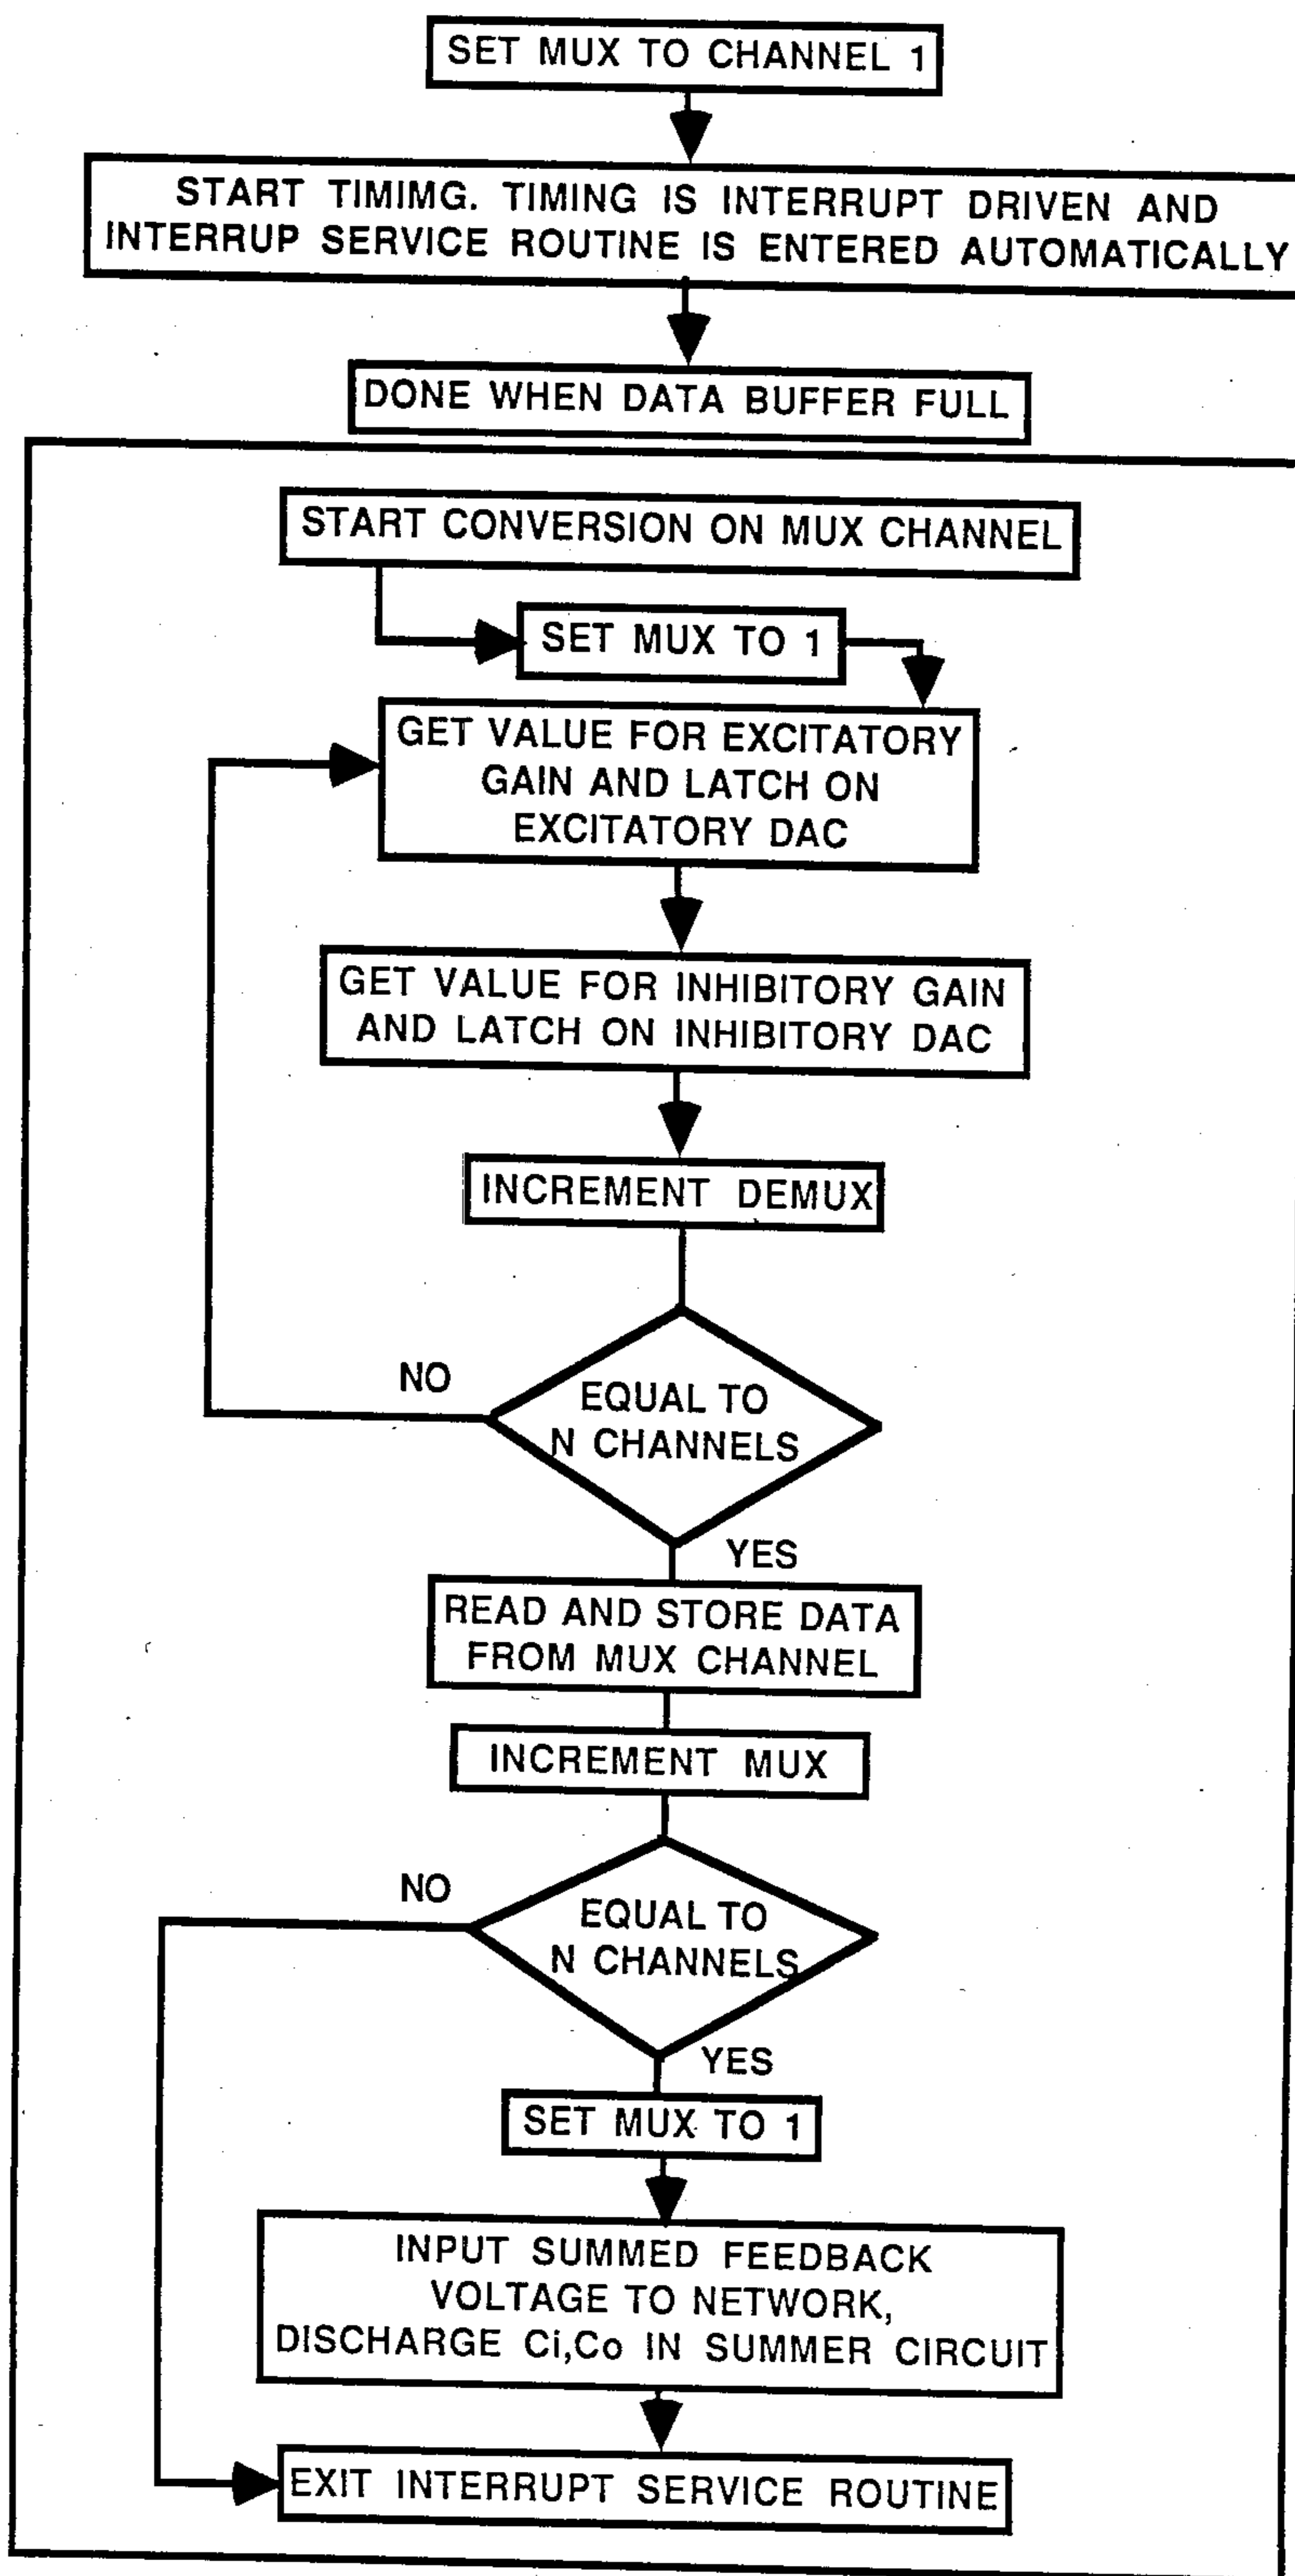 SET MUX TO CHANNEL 1
START TIMIMG. TIMING IS INTERRUPT DRIVEN AND
INTERRUP SERVICE ROUTINE IS ENTERED AUTOMATICALLY
DONE WHEN DATA BUFFER FULL
START CONVERSION ON MUX CHANNEL
SET MUX TO 1
GET VALUE FOR EXCITATORY
GAIN AND LATCH ON
EXCITATORY DAC
GET VALUE FOR INHIBITORY GAIN
AND LATCH ON INHIBITORY DAC
INCREMENT DEMUX
NO
EQUAL TO
N CHANNELS
YES
READ AND STORE DATA
FROM MUX CHANNEL
INCREMENT MUX
NO
EQUAL TO
N CHANNELS
YES
SET MUX TO 1
INPUT SUMMED FEEDBACK
VOLTAGE TO NETWORK,
DISCHARGE Ci,Co IN SUMMER CIRCUIT
EXIT INTERRUPT SERVICE ROUTINE